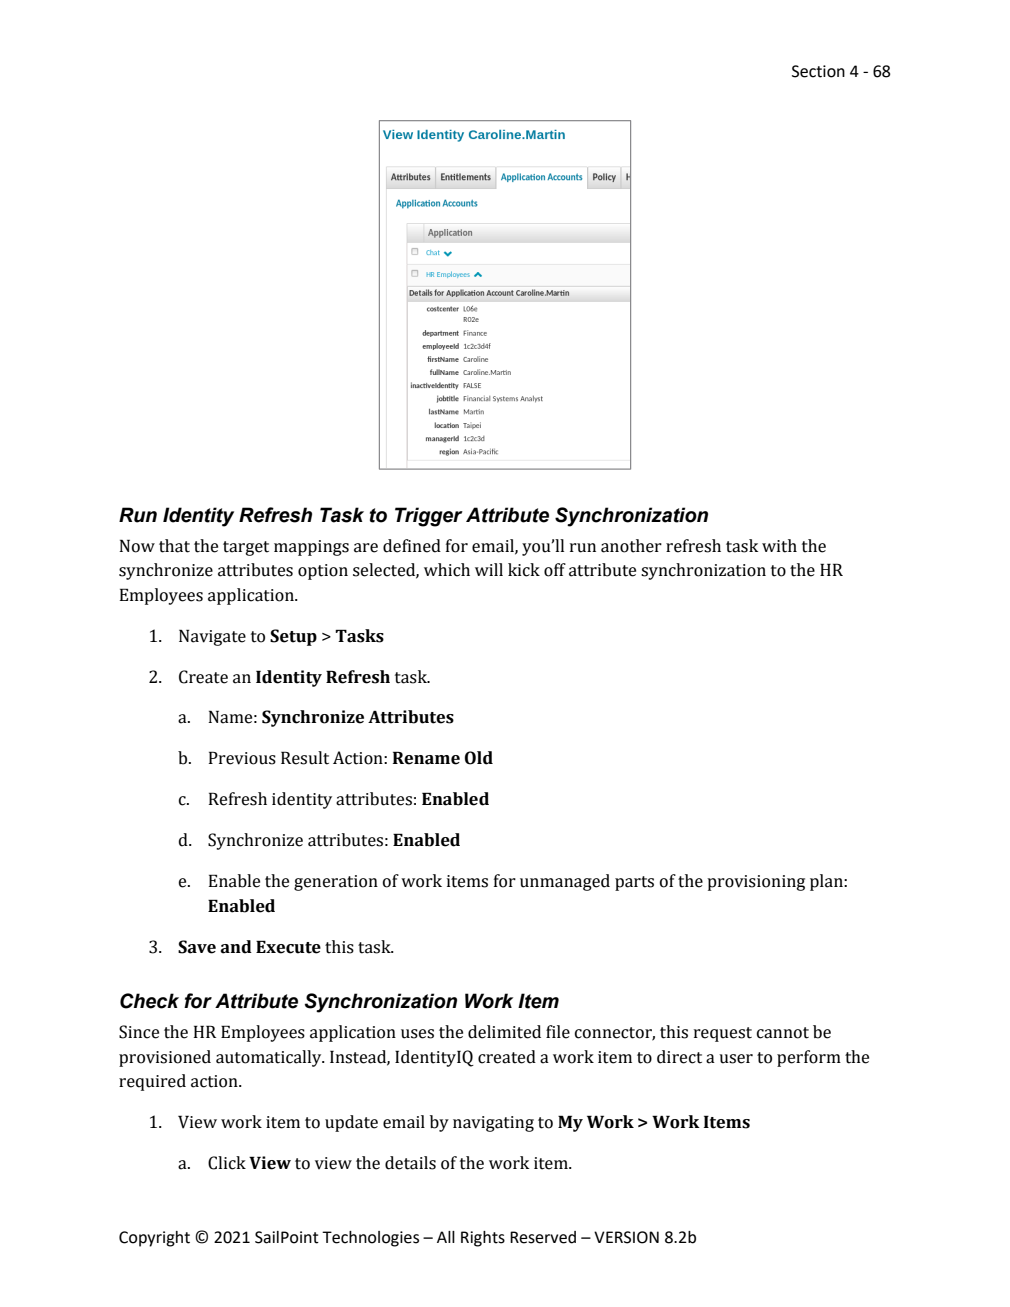 Section 4 - 68
View Identity Caroline.Martin
Attributes Entitlements Application Accounts Policy H
Application Accounts
Application
Chat
HR Employees
Details for Application Account Caroline.Martin
costcenter L06e
R02e
department Finance
employeeId 1c2c3d4f
firstName Caroline
fullName Caroline.Martin
inactiveIdentity FALSE
jobtitle Financial Systems Analyst
lastName Martin
location Taipei
managerId 1c2c3d
region Asia-Pacific
Run Identity Refresh Task to Trigger Attribute Synchronization
Now that the target mappings are defined for email, you’ll run another refresh task with the
synchronize attributes option selected, which will kick off attribute synchronization to the HR
Employees application.
1. Navigate to Setup > Tasks
2. Create an Identity Refresh task.
a. Name: Synchronize Attributes
b. Previous Result Action: Rename Old
c. Refresh identity attributes: Enabled
d. Synchronize attributes: Enabled
e. Enable the generation of work items for unmanaged parts of the provisioning plan:
Enabled
3. Save and Execute this task.
Check for Attribute Synchronization Work Item
Since the HR Employees application uses the delimited file connector, this request cannot be
provisioned automatically. Instead, IdentityIQ created a work item to direct a user to perform the
required action.
1. View work item to update email by navigating to My Work > Work Items
a. Click View to view the details of the work item.
Copyright © 2021 SailPoint Technologies – All Rights Reserved – VERSION 8.2b